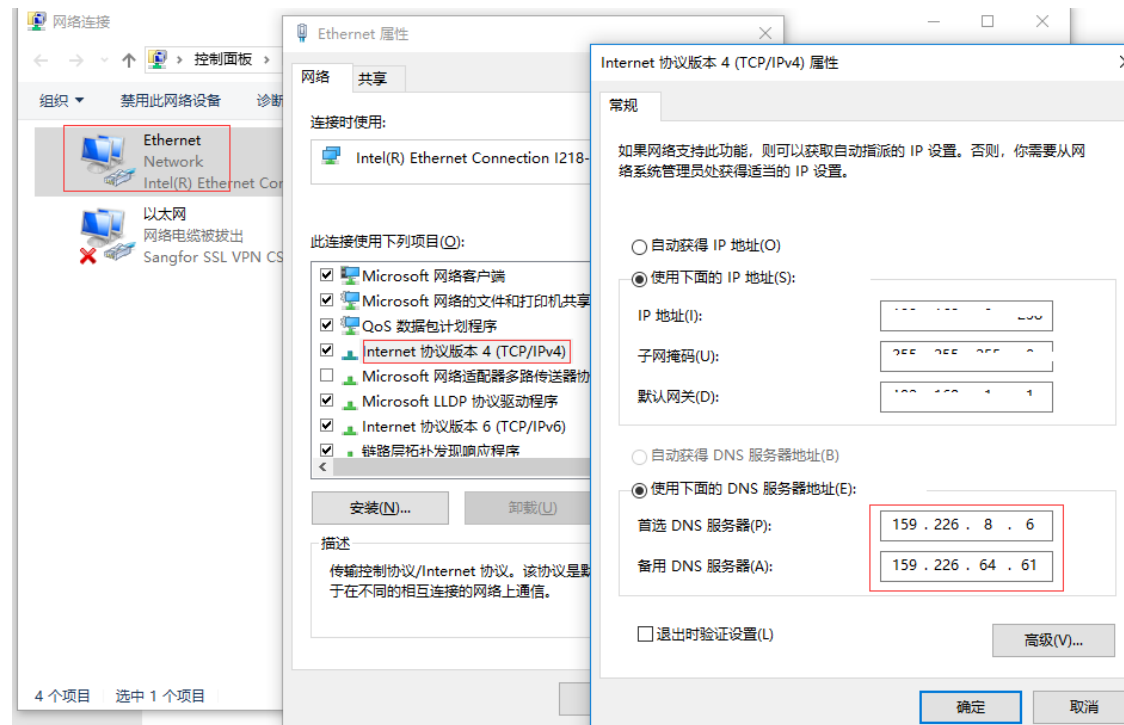 网络连接
控制面板
组织
禁用此网络设备
诊断
Ethernet
Network
Intel(R) Ethernet Con
以太网
网络电缆被拔出
Sangfor SSL VPN CS
4 个项目
选中 1 个项目
Ethernet 属性
网络
共享
连接时使用:
Intel(R) Ethernet Connection I218-
此连接使用下列项目(O):
Microsoft 网络客户端
Microsoft 网络的文件和打印机共享
QoS 数据包计划程序
Internet 协议版本 4 (TCP/IPv4)
Microsoft 网络适配器多路传送器协
Microsoft LLDP 协议驱动程序
Internet 协议版本 6 (TCP/IPv6)
链路层拓扑发现响应程序
安装(N)...
卸载(U)
描述
传输控制协议/Internet 协议。该协议是默
于在不同的相互连接的网络上通信。
Internet 协议版本 4 (TCP/IPv4) 属性
常规
如果网络支持此功能，则可以获取自动指派的 IP 设置。否则，你需要从网
络系统管理员处获得适当的 IP 设置。
自动获得 IP 地址(O)
使用下面的 IP 地址(S):
IP 地址(I):
子网掩码(U):
默认网关(D):
自动获得 DNS 服务器地址(B)
使用下面的 DNS 服务器地址(E):
首选 DNS 服务器(P):
159 . 226 . 8 . 6
备用 DNS 服务器(A):
159 . 226 . 64 . 61
退出时验证设置(L)
高级(V)...
确定
取消